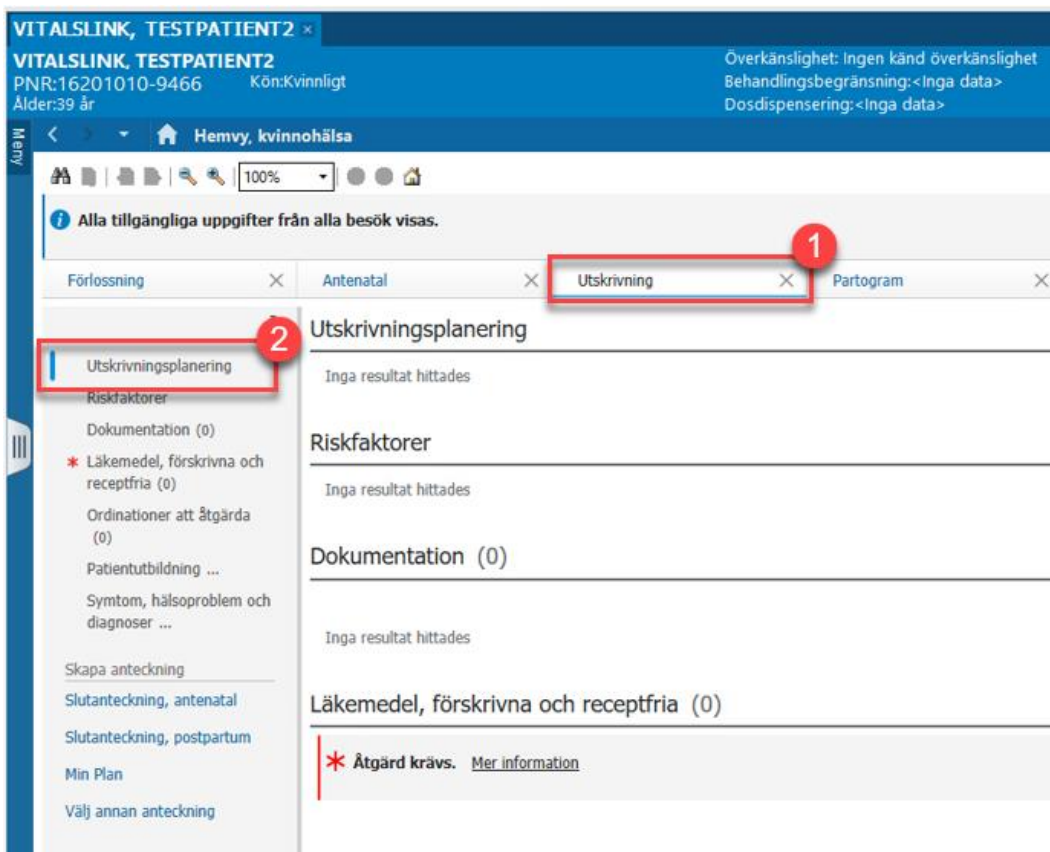 VITALSLINK, TESTPATIENT2
VITALSLINK, TESTPATIENT2
PNR:16201010-9466 Kön:Kvinnligt
Ålder:39 år
Överkänslighet: Ingen känd överkänslighet
Behandlingsbegränsning:<Inga data>
Dosdispensering:<Inga data>
Meny
Hemvy, kvinnohälsa
100%
Alla tillgängliga uppgifter från alla besök visas.
1
Förlossning Antenatal Utskrivning Partogram
2
Utskrivningsplanering
Riskfaktorer
Dokumentation (0)
Läkemedel, förskrivna och
receptfria (0)
Ordinationer att åtgärda
(0)
Patientutbildning ...
Symtom, hälsoproblem och
diagnoser ...
Skapa anteckning
Slutanteckning, antenatal
Slutanteckning, postpartum
Min Plan
Välj annan anteckning
Utskrivningsplanering
Inga resultat hittades
Riskfaktorer
Inga resultat hittades
Dokumentation (0)
Inga resultat hittades
Läkemedel, förskrivna och receptfria (0)
Åtgärd krävs. Mer information